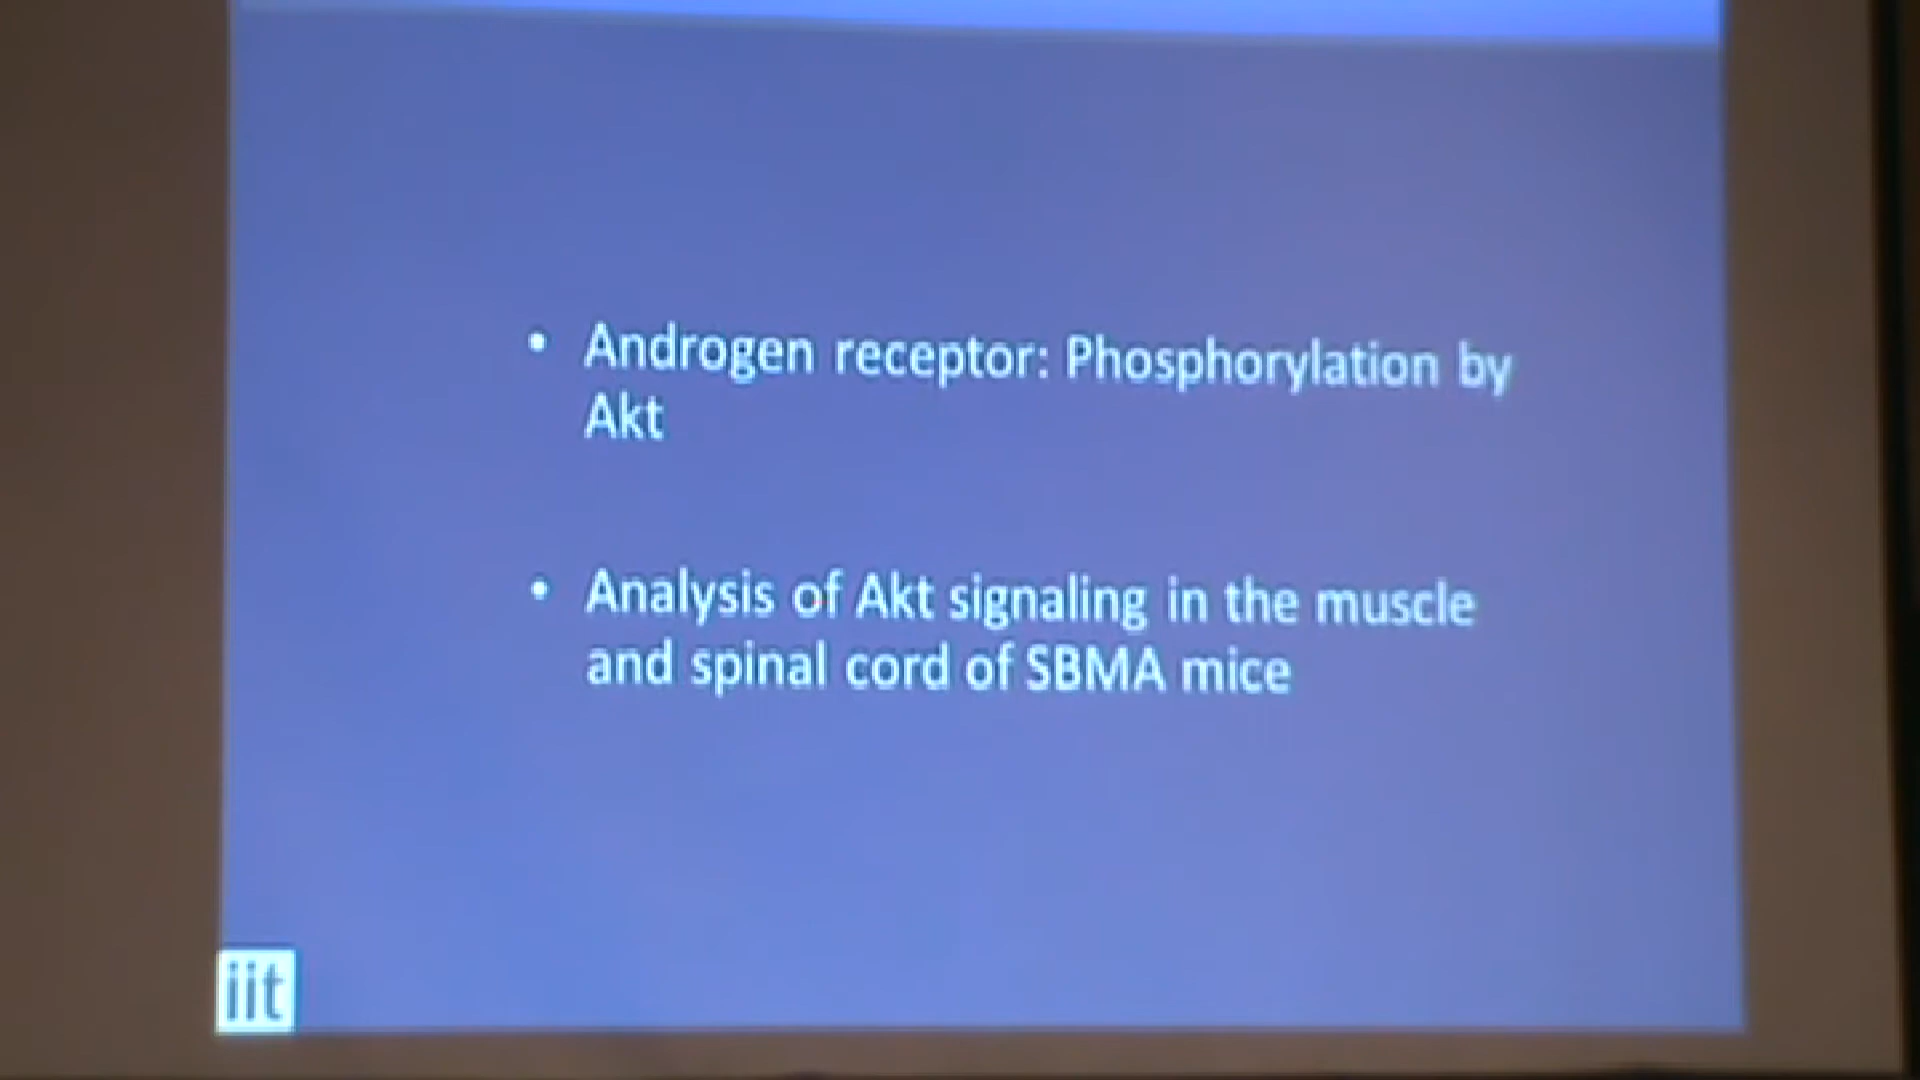 • Androgen receptor: Phosphorylation by
Akt
• Analysis of Akt signaling in the muscle
and spinal cord of SBMA mice
iit